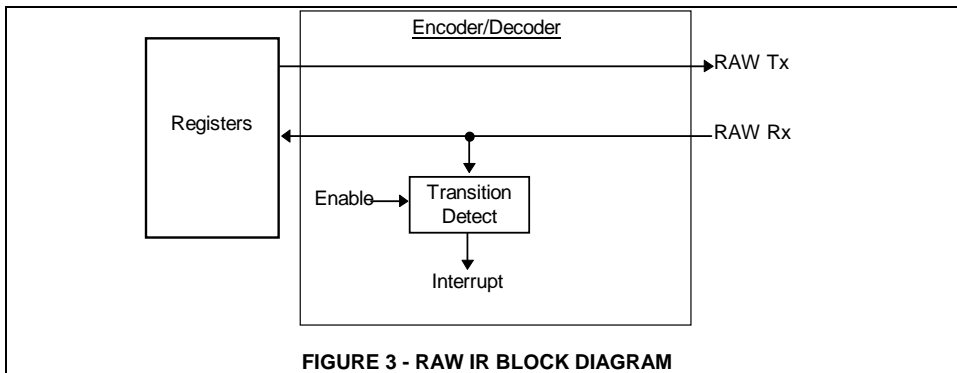 Encoder/Decoder
RAW Tx
Registers
RAW Rx
Enable
Transition
Detect
Interrupt
FIGURE 3 - RAW IR BLOCK DIAGRAM